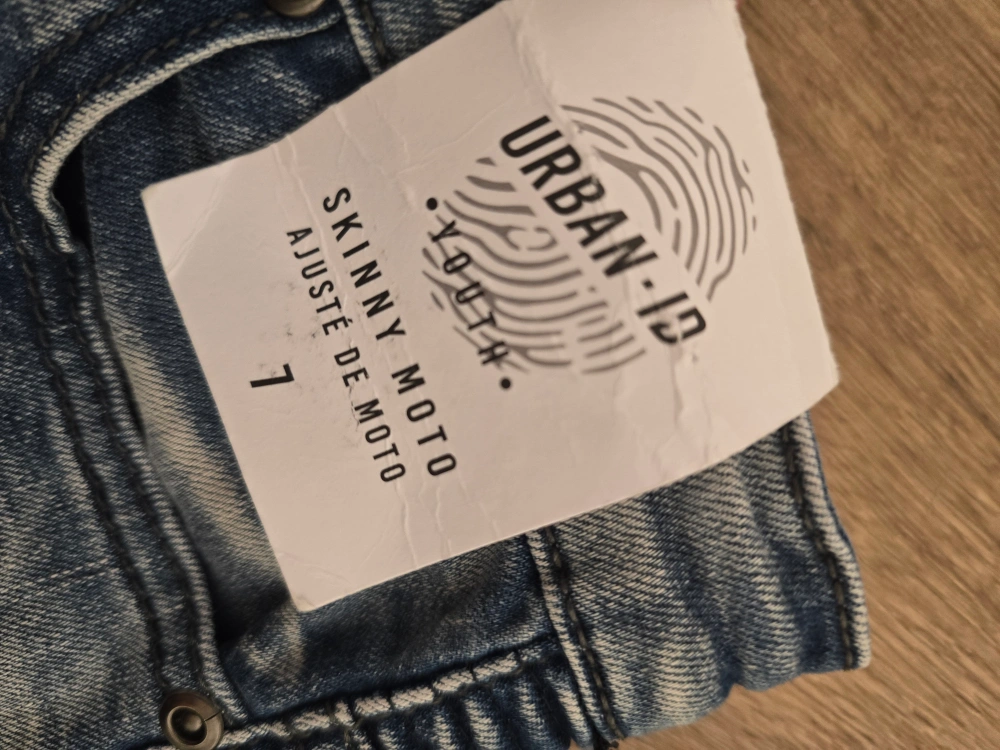 URBAN·ID
• YOUTH •
SKINNY MOTO
AJUSTÉ DE MOTO
7